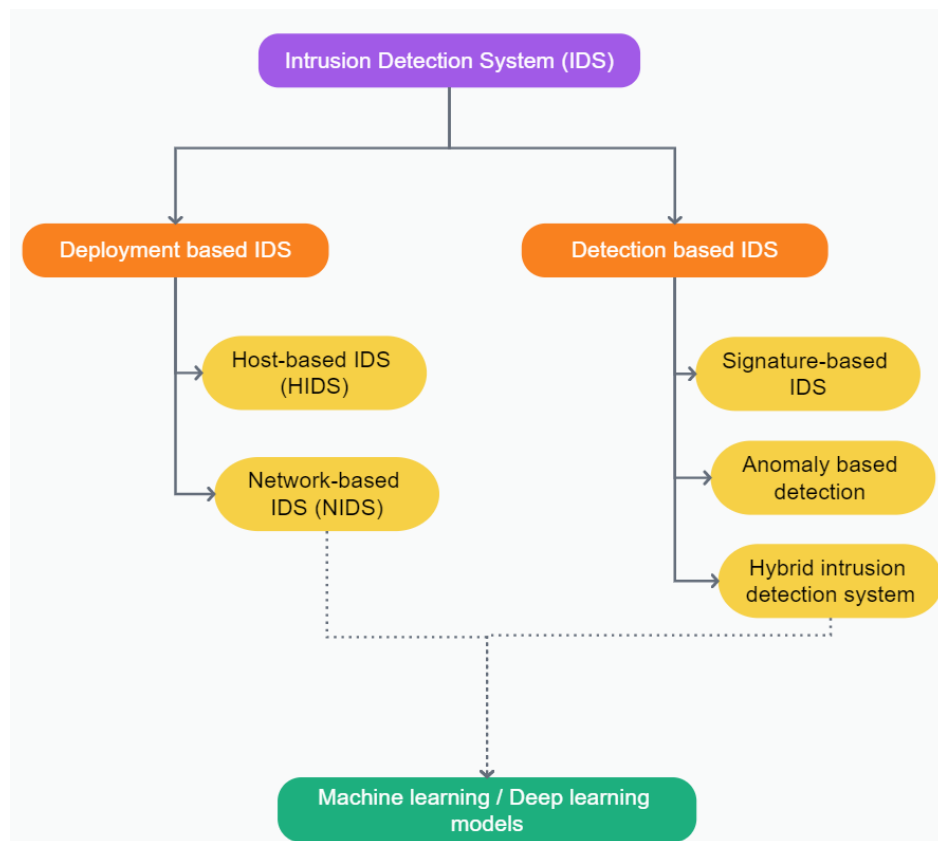 Intrusion Detection System (IDS)
Deployment based IDS
Detection based IDS
Host-based IDS
(HIDS)
Network-based
IDS (NIDS)
Signature-based
IDS
Anomaly based
detection
Hybrid intrusion
detection system
Machine learning / Deep learning
models